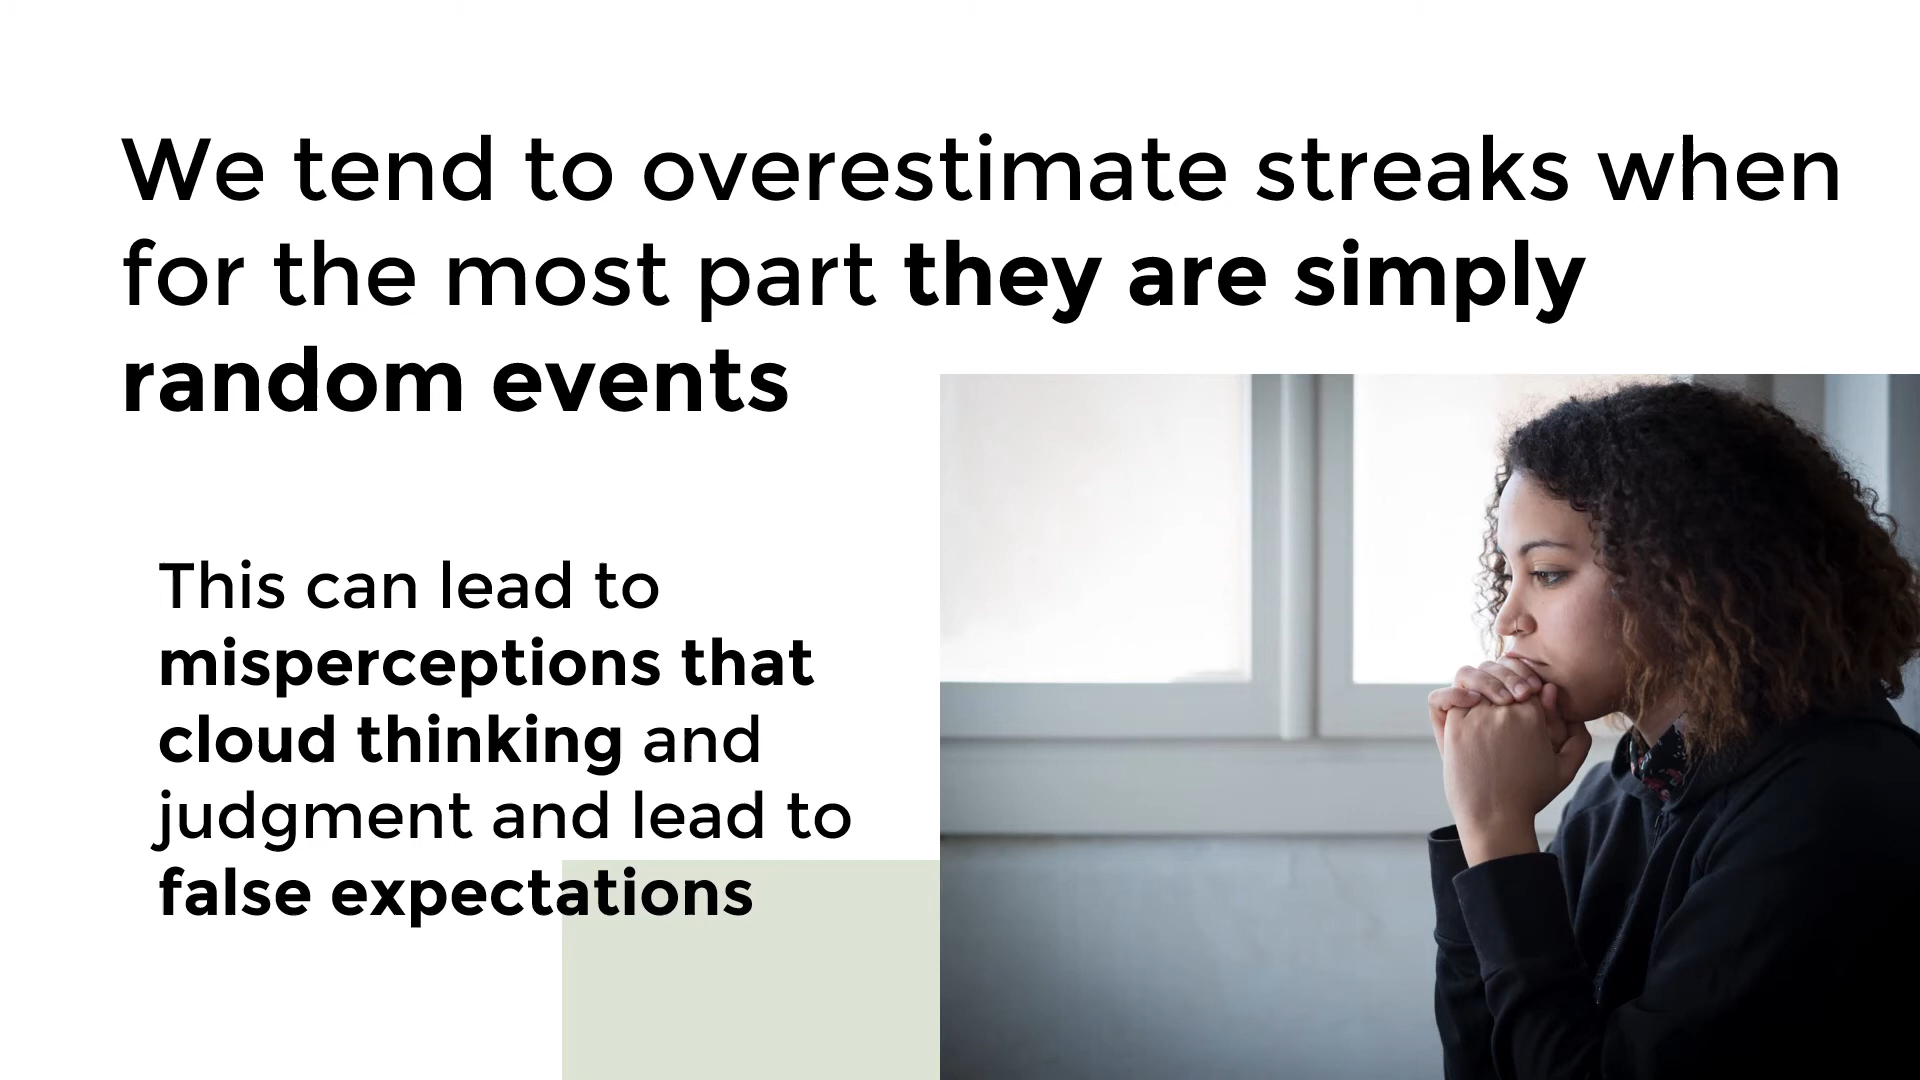 We tend to overestimate streaks when
for the most part they are simply
random events
This can lead to
misperceptions that
cloud thinking and
judgment and lead to
false expectations